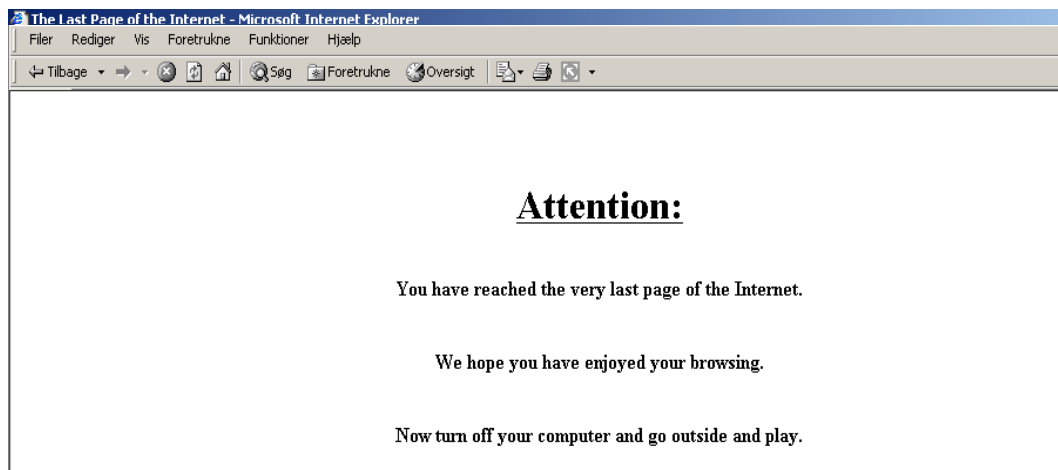 The Last Page of the Internet - Microsoft Internet Explorer
Filer Rediger Vis Foretrukne Funktioner Hjælp
Tilbage Søg Foretrukne Oversigt
Attention:
You have reached the very last page of the Internet.
We hope you have enjoyed your browsing.
Now turn off your computer and go outside and play.